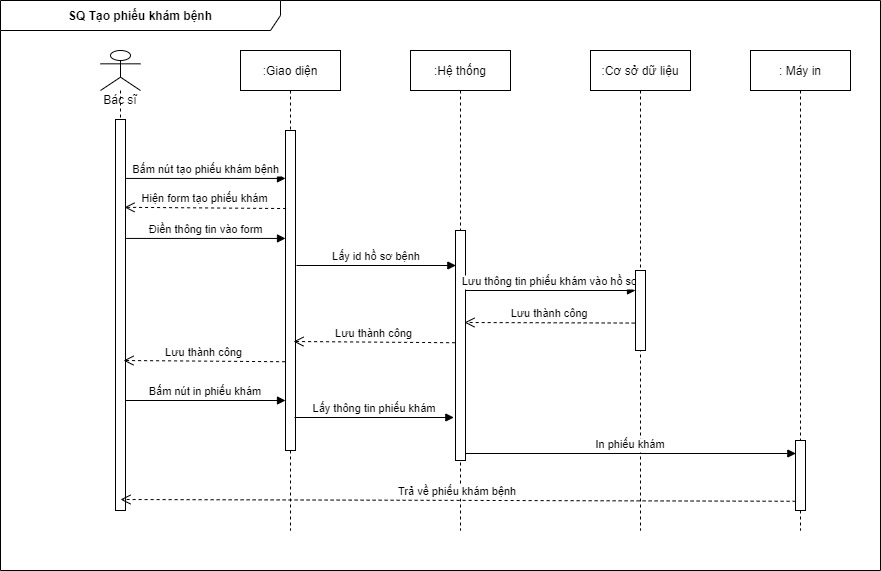 SQ Tạo phiếu khám bệnh
Bác sĩ
:Giao diện
:Hệ thống
:Cơ sở dữ liệu
: Máy in
Bấm nút tạo phiếu khám bệnh
Hiện form tạo phiếu khám
Điền thông tin vào form
Lấy id hồ sơ bệnh
Lưu thông tin phiếu khám vào hồ sơ
Lưu thành công
Lưu thành công
Lưu thành công
Bấm nút in phiếu khám
Lấy thông tin phiếu khám
In phiếu khám
Trả về phiếu khám bệnh